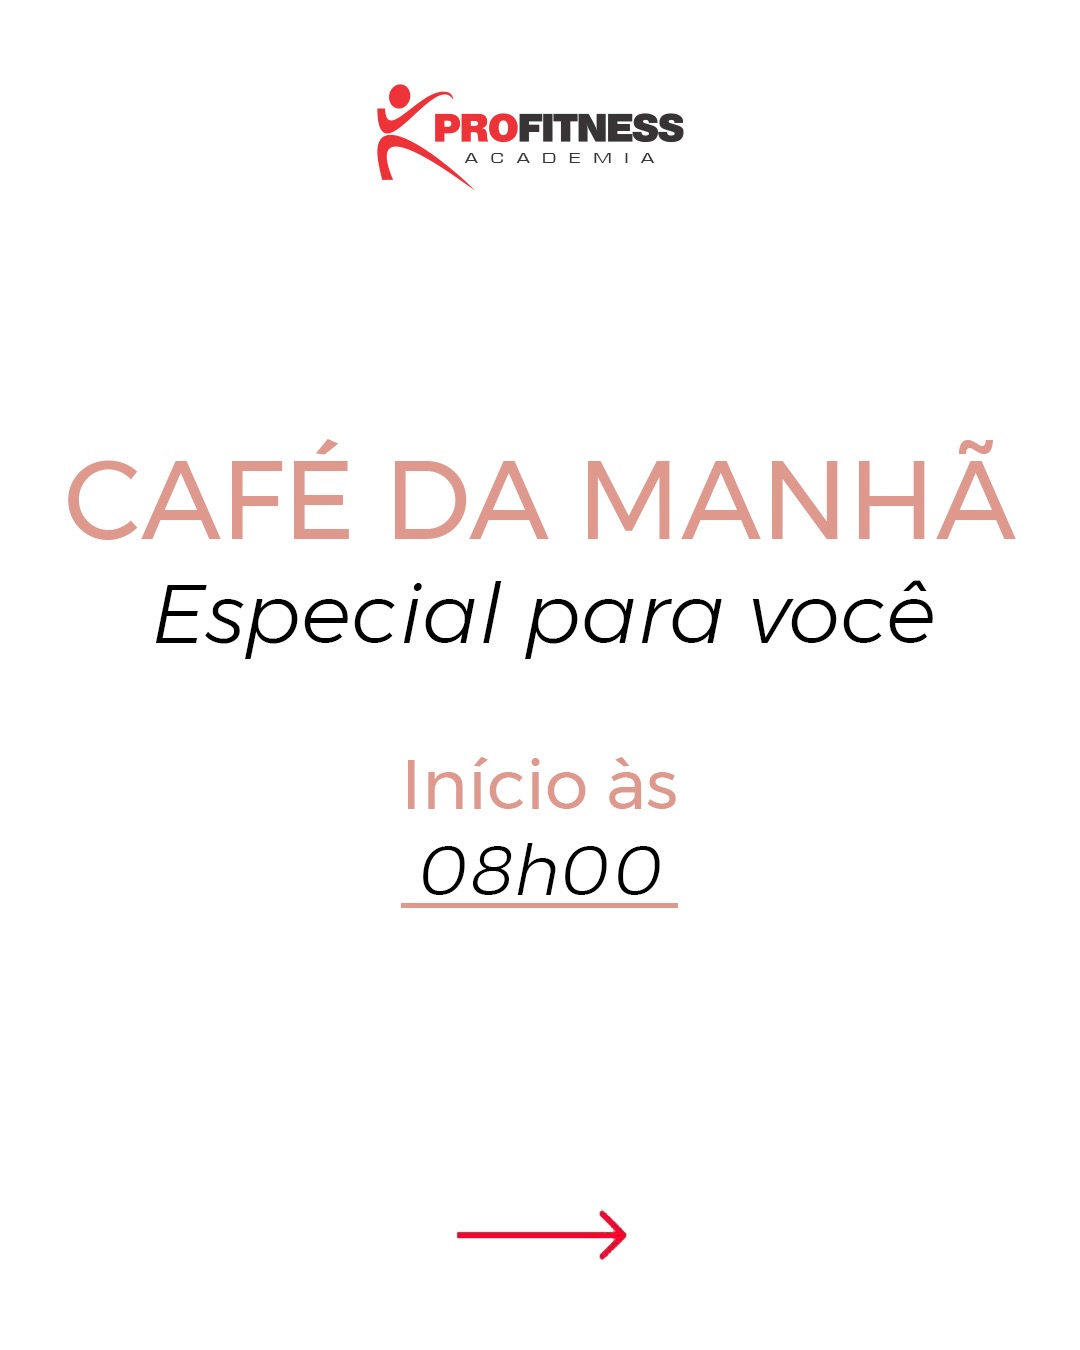 PROFITNESS
ACADEMIA
CAFÉ DA MANHÃ
Especial para você
Início às
08h00